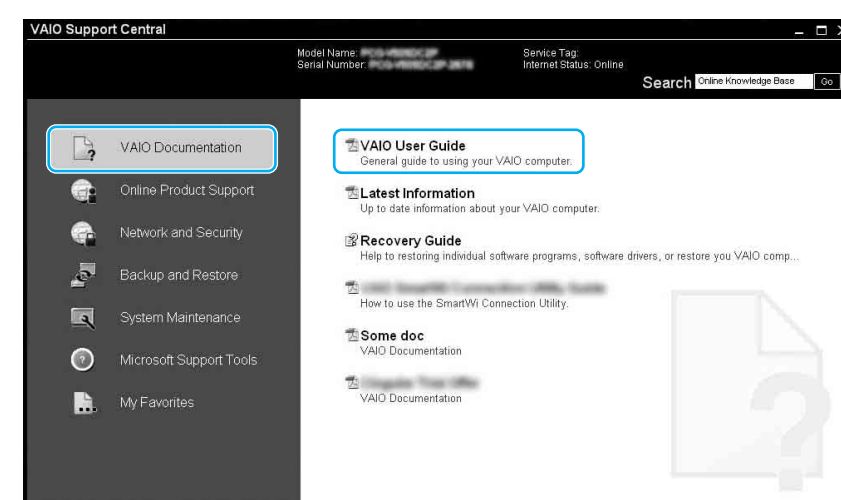 VAIO Support Central
Model Name:
Serial Number:
Service Tag:
Internet Status: Online
Search Online Knowledge Base Go
VAIO Documentation
Online Product Support
Network and Security
Backup and Restore
System Maintenance
Microsoft Support Tools
My Favorites
VAIO User Guide
General guide to using your VAIO computer.
Latest Information
Up to date information about your VAIO computer.
Recovery Guide
Help to restoring individual software programs, software drivers, or restore you VAIO comp...
How to use the SmartWi Connection Utility.
Some doc
VAIO Documentation
VAIO Documentation